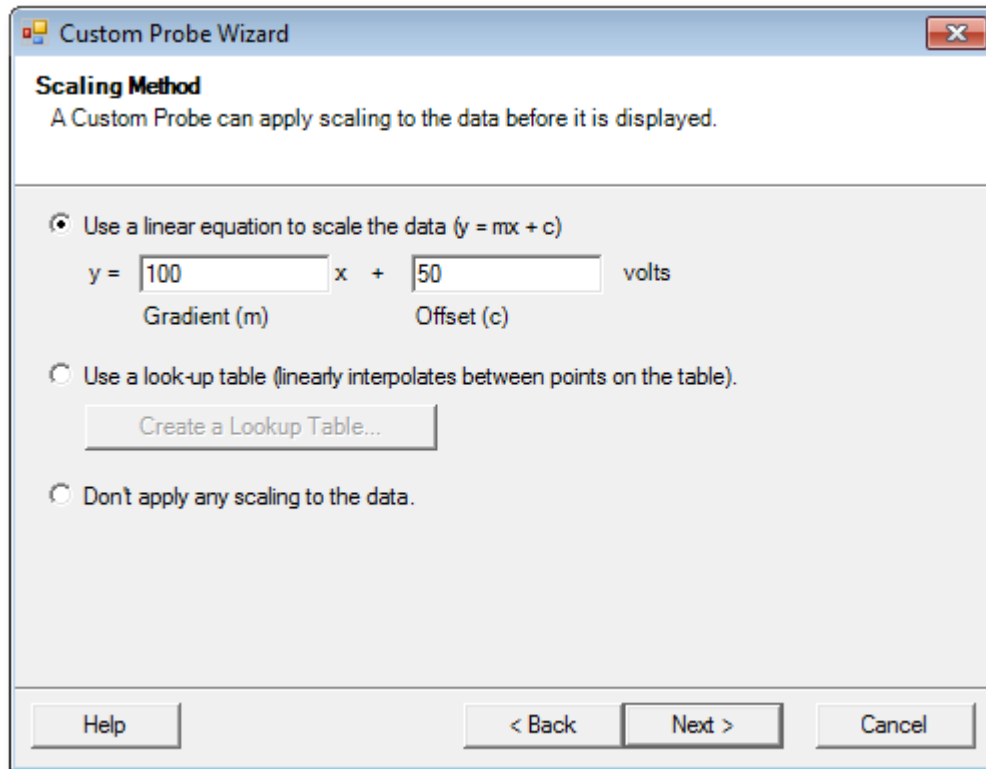 Custom Probe Wizard
Scaling Method
A Custom Probe can apply scaling to the data before it is displayed.
Use a linear equation to scale the data (y = mx + c)
y = 100 x + 50 volts
Gradient (m) Offset (c)
Use a look-up table (linearly interpolates between points on the table).
Create a Lookup Table...
Don't apply any scaling to the data.
Help < Back Next > Cancel